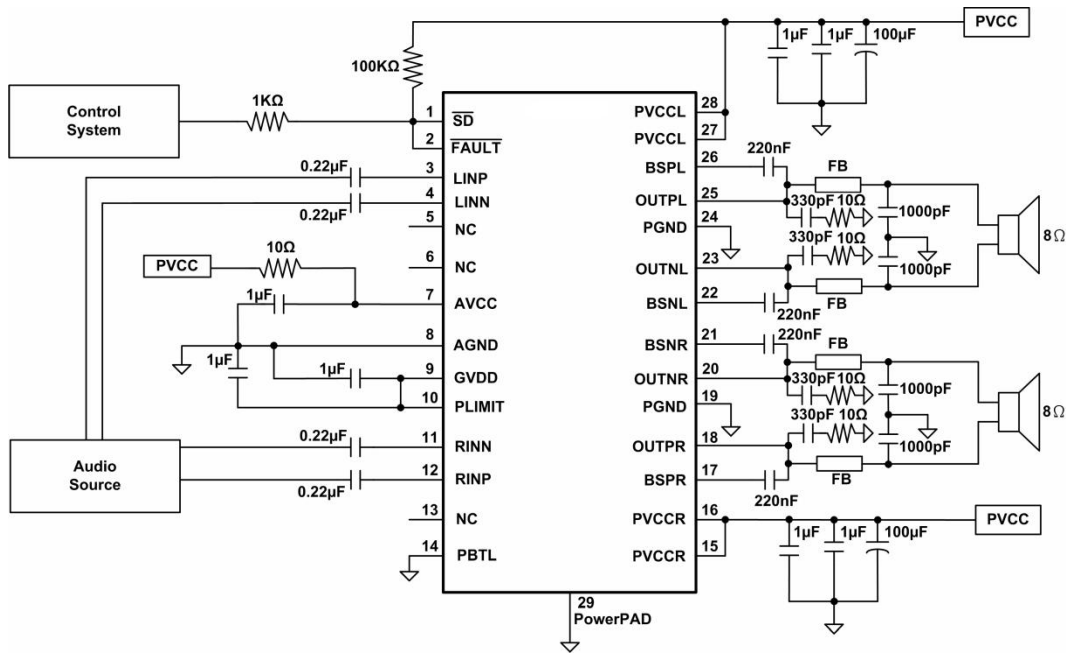 PVCC
1µF
1µF
100µF
100KΩ
Control
System
1KΩ
1
SD
2
FAULT
0.22µF
3
LINP
4
LINN
0.22µF
5
NC
10Ω
6
NC
PVCC
1µF
7
AVCC
8
AGND
1µF
1µF
9
GVDD
10
PLIMIT
0.22µF
11
RINN
Audio
Source
12
RINP
0.22µF
13
NC
14
PBTL
29
PowerPAD
28
PVCCL
27
PVCCL
220nF
26
BSPL
FB
25
OUTPL
330pF
10Ω
1000pF
24
PGND
330pF
10Ω
8Ω
23
OUTNL
1000pF
22
BSNL
FB
220nF
220nF
21
BSNR
FB
20
OUTNR
330pF
10Ω
1000pF
19
PGND
330pF
10Ω
8Ω
18
OUTPR
1000pF
17
BSPR
FB
220nF
16
PVCCR
PVCC
1µF
1µF
100µF
15
PVCCR